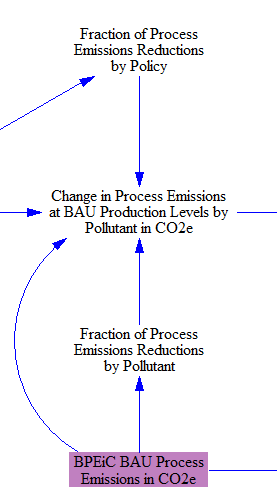 Fraction of Process
Emissions Reductions
by Policy
Change in Process Emissions
at BAU Production Levels by
Pollutant in CO2e
Fraction of Process
Emissions Reductions
by Pollutant
BPEiC BAU Process
Emissions in CO2e